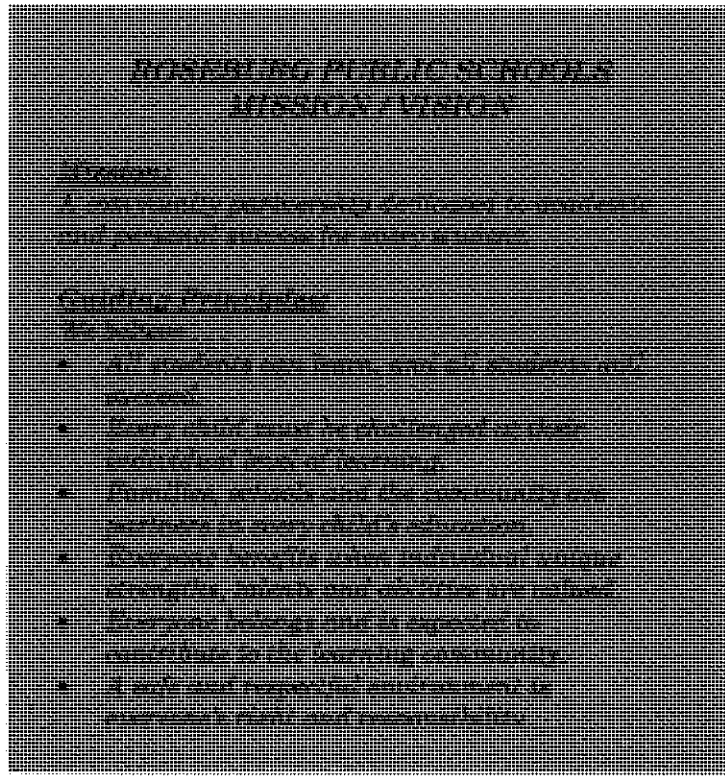 ROSEBURG PUBLIC SCHOOLS
MISSION / VISION
Mission:
A community partnership dedicated to academic
and personal success for every student.
Guiding Principles:
We believe
• All students can learn, and all students will
succeed.
• Every child must be challenged at their
individual level of learning.
• Families, schools and the community are
partners in every child's education.
• Everyone benefits when individual unique
strengths, talents and abilities are valued.
• Everyone belongs and is expected to
contribute to the learning community.
• A safe and respectful environment is
everyone's right and responsibility.